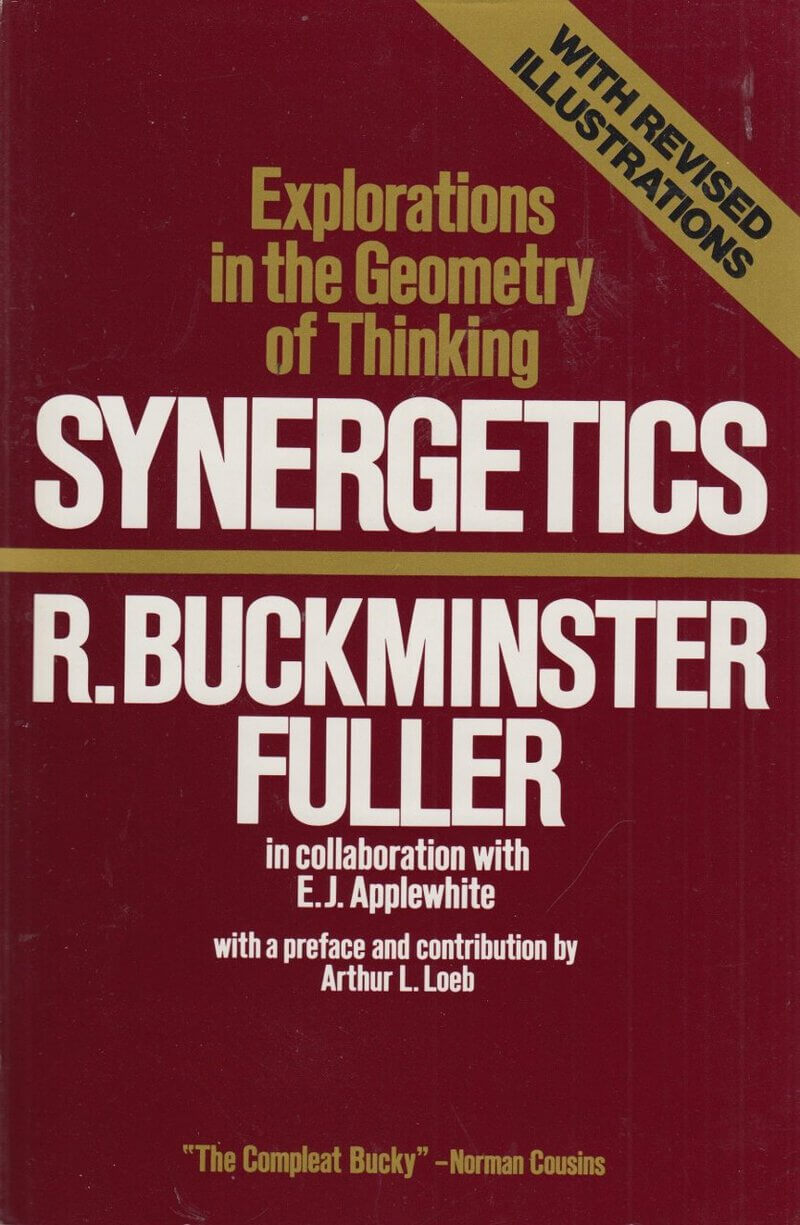 WITH REVISED
ILLUSTRATIONS
Explorations
in the Geometry
of Thinking
SYNERGETICS
R. BUCKMINSTER
FULLER
in collaboration with
E. J. Applewhite
with a preface and contribution by
Arthur L. Loeb
"The Compleat Bucky" –Norman Cousins